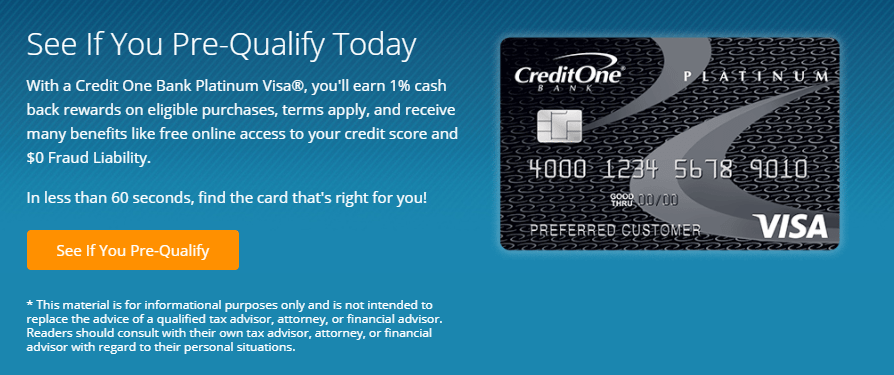 See If You Pre-Qualify Today
With a Credit One Bank Platinum Visa®, you'll earn 1% cash
back rewards on eligible purchases, terms apply, and receive
many benefits like free online access to your credit score and
$0 Fraud Liability.
In less than 60 seconds, find the card that's right for you!
See If You Pre-Qualify
* This material is for informational purposes only and is not intended to
replace the advice of a qualified tax advisor, attorney, or financial advisor.
Readers should consult with their own tax advisor, attorney, or financial
advisor with regard to their personal situations.
CreditOne®
BANK
PLATINUM
4000 1234 5678 9010
GOOD
THRU 00/00
PREFERRED CUSTOMER
VISA